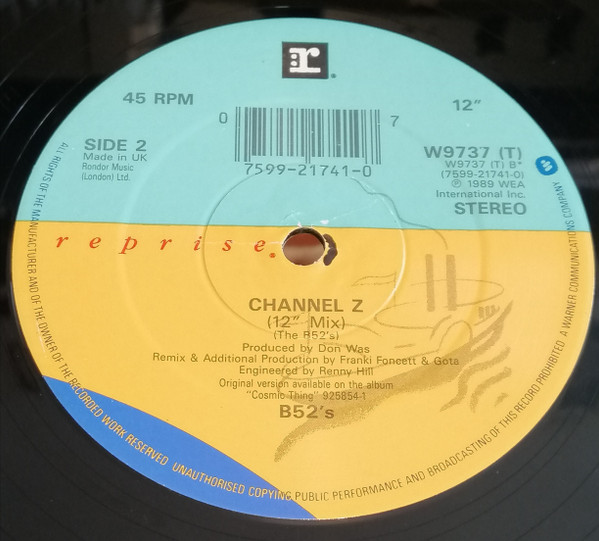 r
45 RPM
12"
0 7
7599-21741-0
SIDE 2
Made in UK
Rondor Music
(London) Ltd.
W9737 (T)
W9737 (T) B*
(7599-21741-0)
℗ 1989 WEA
International Inc.
STEREO
reprise
CHANNEL Z
(12" Mix)
(The B52's)
Produced by Don Was
Remix & Additional Production by Franki Foncett & Gota
Engineered by Renny Hill
Original version available on the album
"Cosmic Thing" 925854-1
B52's
ALL RIGHTS OF THE MANUFACTURER AND OF THE OWNER OF THE RECORDED WORK RESERVED UNAUTHORISED COPYING PUBLIC PERFORMANCE AND BROADCASTING OF THIS RECORD PROHIBITED A WARNER COMMUNICATIONS COMPANY